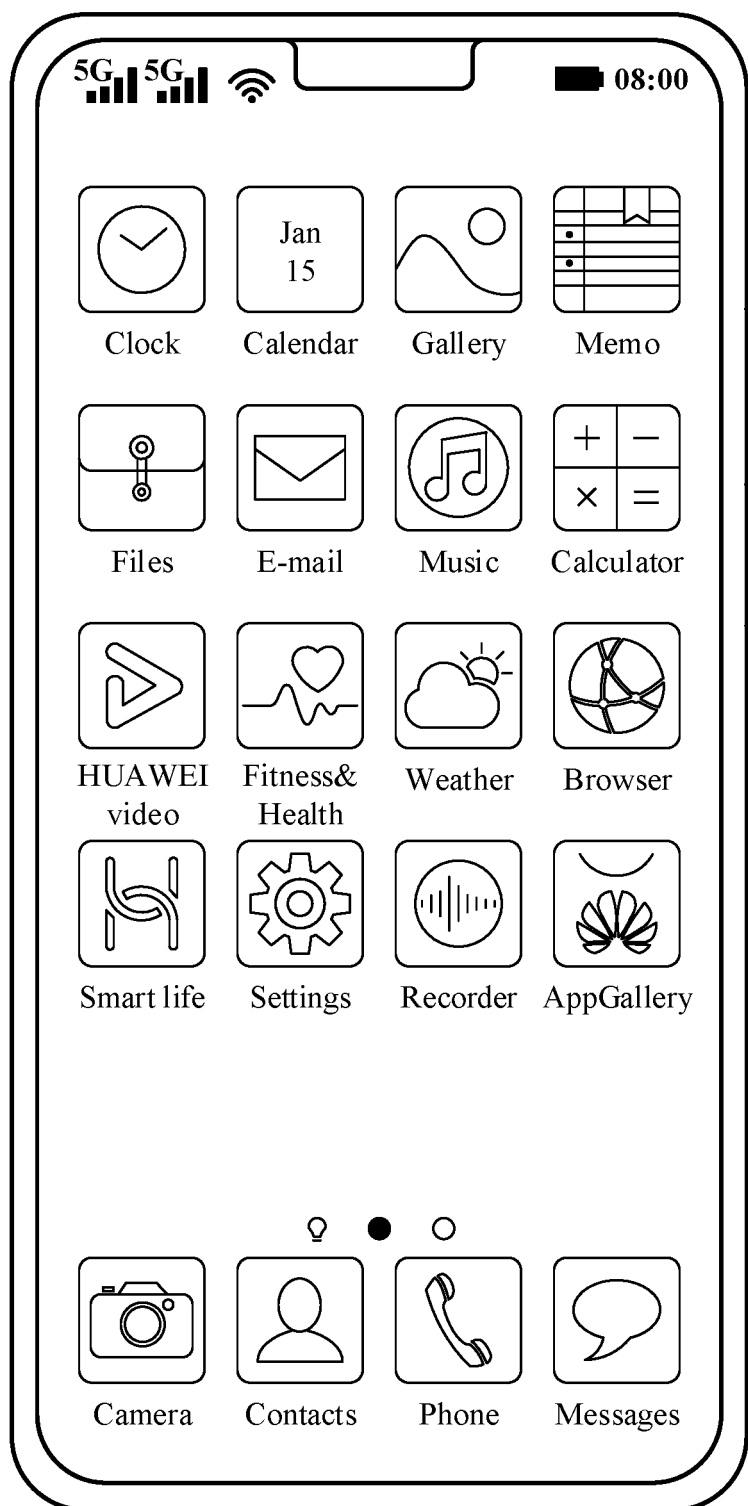 5G 5G 08:00
Jan
15
Clock Calendar Gallery Memo
Files E-mail Music Calculator
HUAWEI Fitness& Weather Browser
video Health
Smart life Settings Recorder AppGallery
Camera Contacts Phone Messages